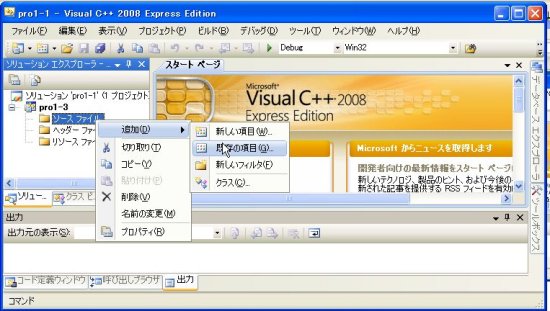 pro1-1 - Visual C++ 2008 Express Edition
ファイル(F) 編集(E) 表示(V) プロジェクト(P) ビルド(B) デバッグ(D) ツール(T) ウィンドウ(W) ヘルプ(H)
Debug Win32
ソリューション エクスプローラ - ...
スタート ページ
ソリューション 'pro1-1' (1 プロジェクト)
pro1-3
ソース ファイル
ヘッダー ファ
リソース ファ
追加(D)
切り取り(T)
コピー(Y)
貼り付け(P)
削除(V)
名前の変更(M)
プロパティ(R)
新しい項目(W)...
既存の項目(G)...
新しいフィルタ(F)
クラス(C)...
Microsoft
Visual C++ 2008
Express Edition
Microsoft からニュースを取得します
開発者向けの最新情報をスタート ページ
新しいテクノロジ、製品のヒント、および今後の
新された記事を提供する RSS フィードを有効
データベース エクスプローラ
ツールボックス
ソリュー...
クラス ビ
出力
出力元の表示(S):
コード定義ウィンドウ 呼び出しブラウザ 出力
コマンド